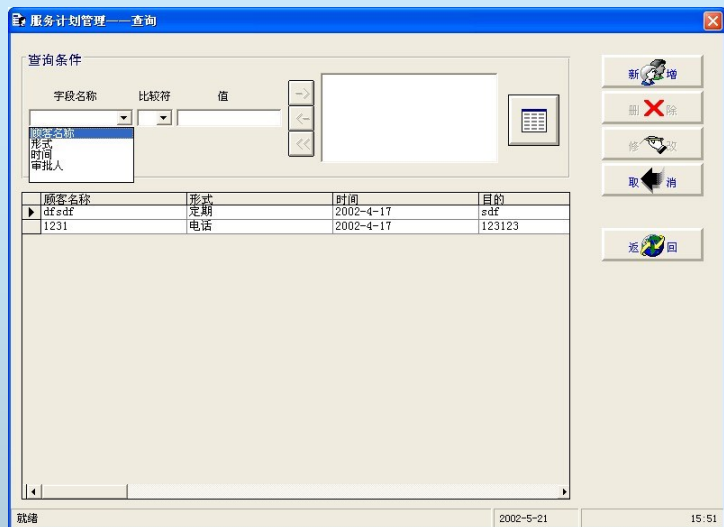 服务计划管理——查询
查询条件
字段名称 比较符 值
顾客名称
形式
时间
审批人
->
<-
<<
新增
删除
修改
取消
返回
顾客名称 形式 时间 目的
dfsdf 定期 2002-4-17 sdf
1231 电话 2002-4-17 123123
就绪 2002-5-21 15:51